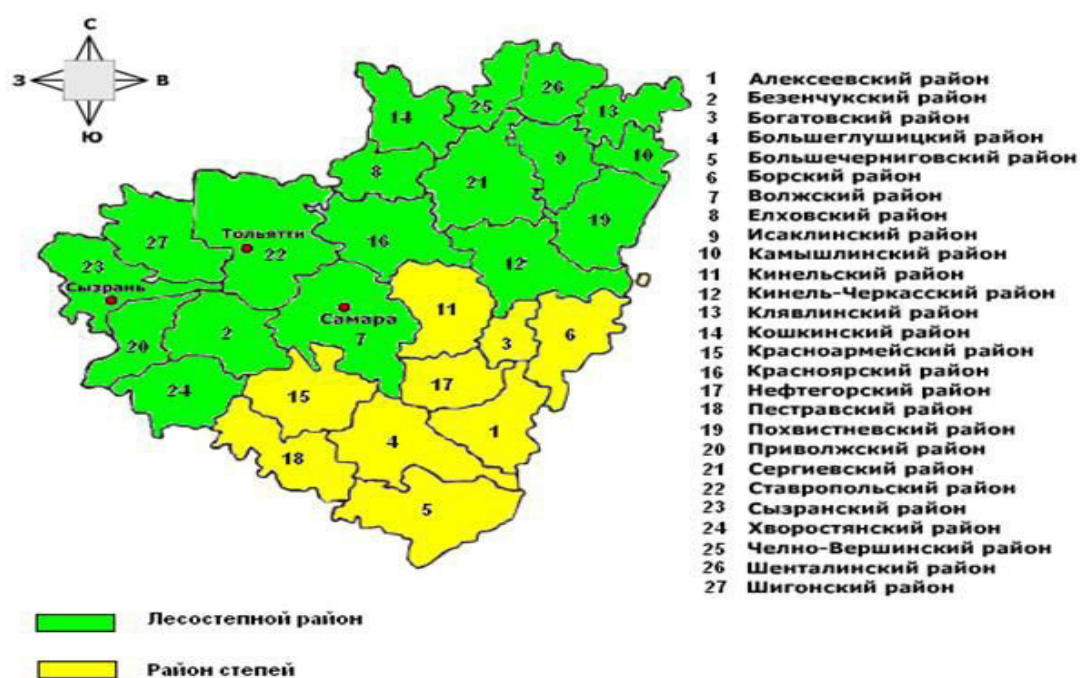 С
З
В
Ю
14
25
26
13
8
21
9
10
19
27
Тольятти
22
16
12
23
Сызрань
Самара
7
11
3
6
20
2
24
15
17
1
4
18
5
1 Алексеевский район
2 Безенчукский район
3 Богатовский район
4 Большеглушицкий район
5 Большечерниговский район
6 Борский район
7 Волжский район
8 Елховский район
9 Исаклинский район
10 Камышлинский район
11 Кинельский район
12 Кинель-Черкасский район
13 Клявлинский район
14 Кошкинский район
15 Красноармейский район
16 Красноярский район
17 Нефтегорский район
18 Пестравский район
19 Похвистневский район
20 Приволжский район
21 Сергиевский район
22 Ставропольский район
23 Сызранский район
24 Хворостянский район
25 Челно-Вершинский район
26 Шенталинский район
27 Шигонский район
Лесостепной район
Район степей